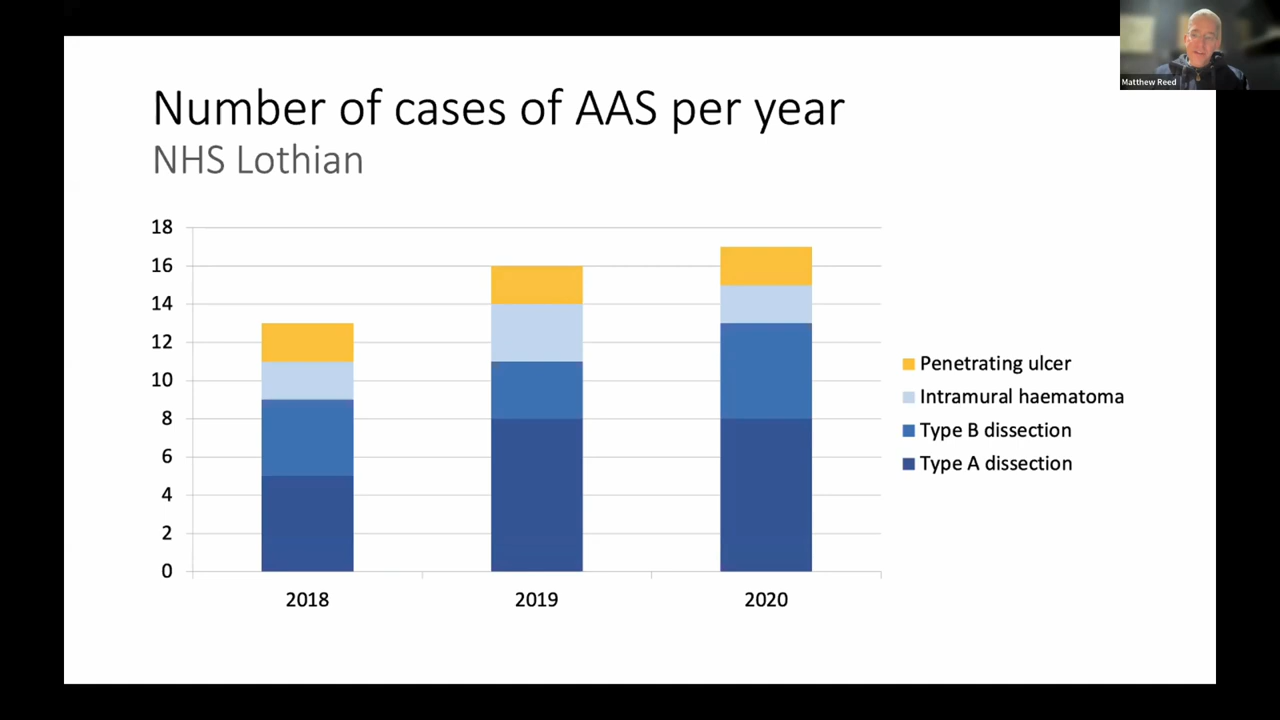 Matthew Reed
Number of cases of AAS per year
NHS Lothian
18
16
14
12
10
8
6
4
2
0
2018
2019
2020
Penetrating ulcer
Intramural haematoma
Type B dissection
Type A dissection